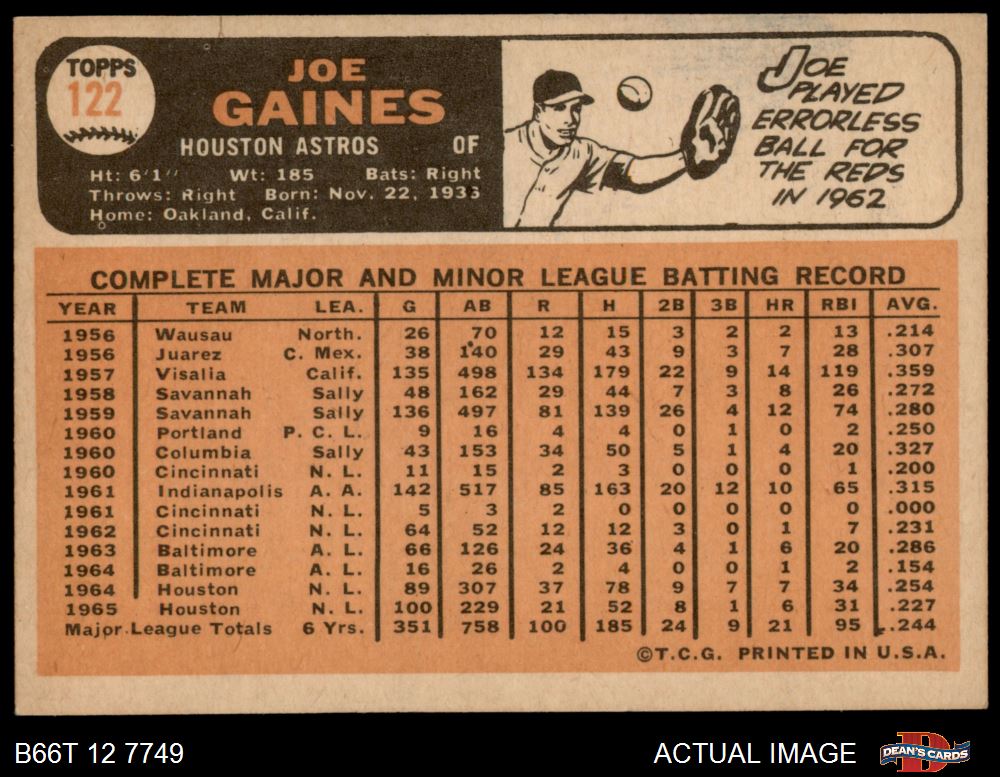 TOPPS
122
JOE
GAINES
HOUSTON ASTROS OF
Ht: 6'1" Wt: 185 Bats: Right
Throws: Right Born: Nov. 22, 1936
Home: Oakland, Calif.
JOE
PLAYED
ERRORLESS
BALL FOR
THE REDS
IN 1962
COMPLETE MAJOR AND MINOR LEAGUE BATTING RECORD
YEAR TEAM LEA. G AB R H 2B 3B HR RBI AVG.
1956 Wausau North. 26 70 12 15 3 2 2 13 .214
1956 Juarez C. Mex. 38 140 29 43 9 3 7 28 .307
1957 Visalia Calif. 135 498 134 179 22 9 14 119 .359
1958 Savannah Sally 48 162 29 44 7 3 8 26 .272
1959 Savannah Sally 136 497 81 139 26 4 12 74 .280
1960 Portland P. C. L. 9 16 4 4 0 1 0 2 .250
1960 Columbia Sally 43 153 34 50 5 1 4 20 .327
1960 Cincinnati N. L. 11 15 2 3 0 0 0 1 .200
1961 Indianapolis A. A. 142 517 85 163 20 12 10 65 .315
1961 Cincinnati N. L. 5 3 2 0 0 0 0 0 .000
1962 Cincinnati N. L. 64 52 12 12 3 0 1 7 .231
1963 Baltimore A. L. 66 126 24 36 4 1 6 20 .286
1964 Baltimore A. L. 16 26 2 4 0 0 1 2 .154
1964 Houston N. L. 89 307 37 78 9 7 7 34 .254
1965 Houston N. L. 100 229 21 52 8 1 6 31 .227
Major League Totals 6 Yrs. 351 758 100 185 24 9 21 95 .244
©T.C.G. PRINTED IN U.S.A.
B66T 12 7749 ACTUAL IMAGE DEAN'S CARDS